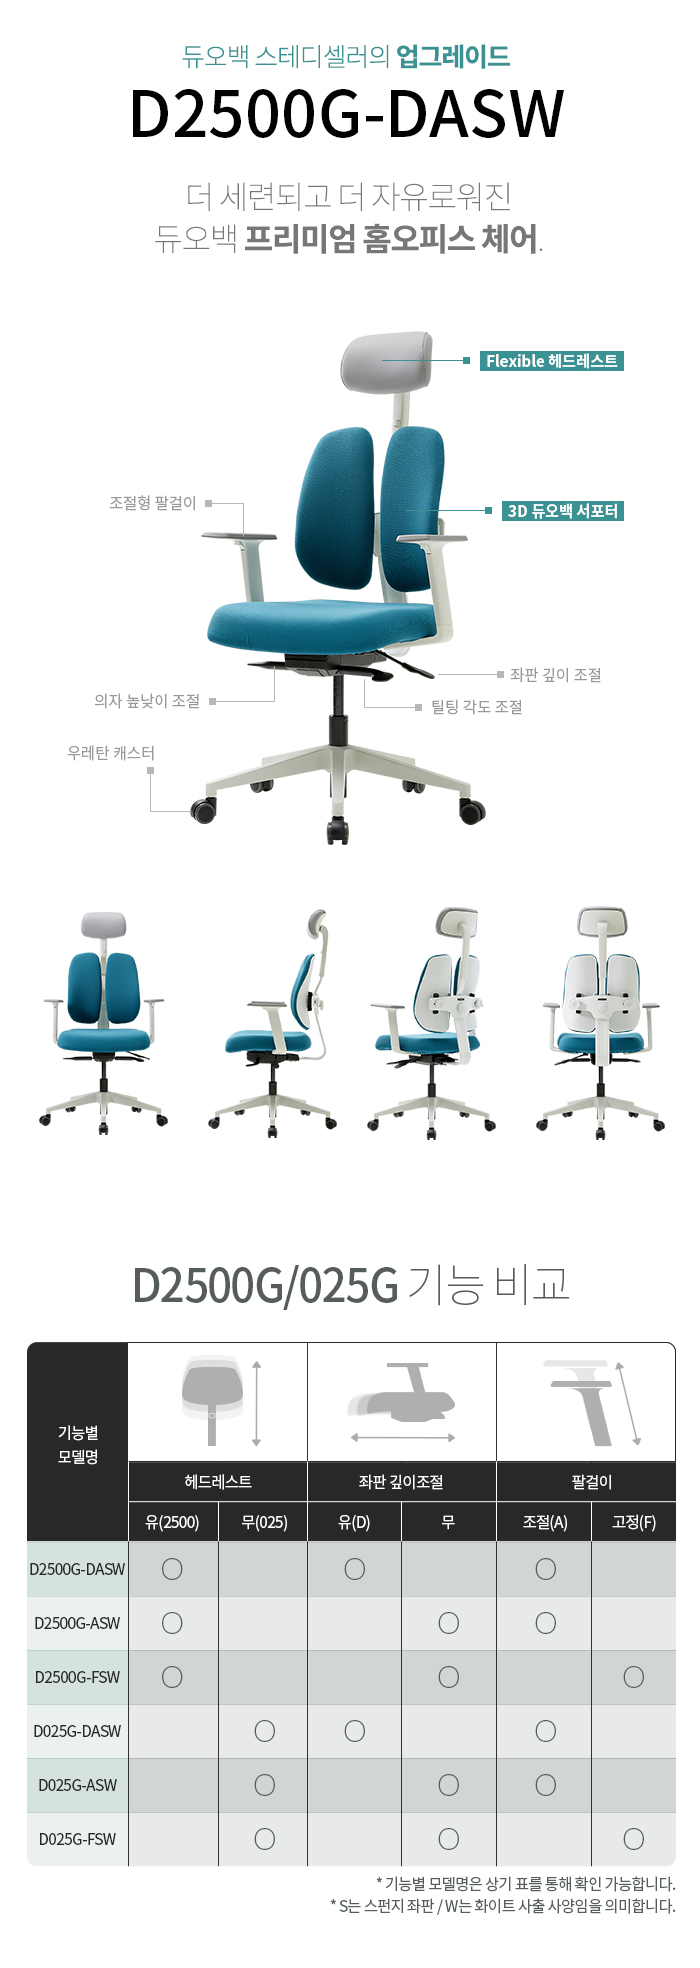 듀오백 스테디셀러의 업그레이드
D2500G-DASW
더 세련되고 더 자유로워진
듀오백 프리미엄 홈오피스 체어.
Flexible 헤드레스트
조절형 팔걸이
3D 듀오백 서포터
좌판 깊이 조절
의자 높낮이 조절
틸팅 각도 조절
우레탄 캐스터
D2500G/025G 기능 비교
기능별
모델명
헤드레스트 좌판 깊이조절 팔걸이
유(2500) 무(025) 유(D) 무 조절(A) 고정(F)
D2500G-DASW ○ ○ ○
D2500G-ASW ○ ○ ○
D2500G-FSW ○ ○ ○
D025G-DASW ○ ○ ○
D025G-ASW ○ ○ ○
D025G-FSW ○ ○ ○
* 기능별 모델명은 상기 표를 통해 확인 가능합니다.
* S는 스펀지 좌판 / W는 화이트 사출 사양임을 의미합니다.